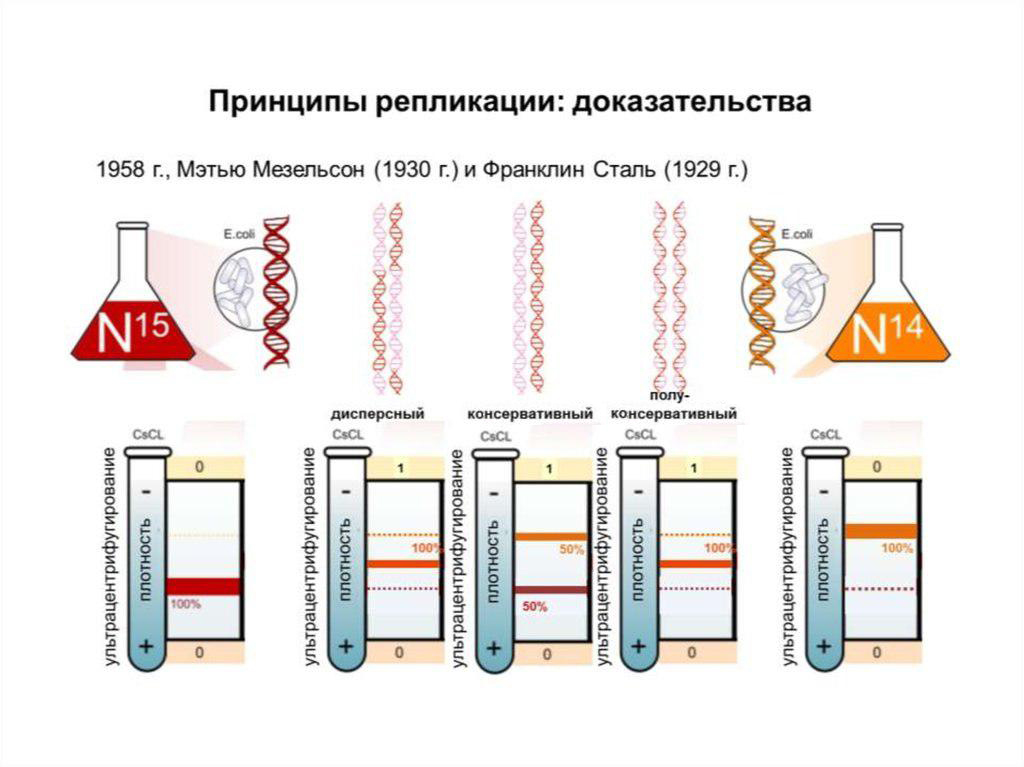 Принципы репликации: доказательства
1958 г., Мэтью Мезельсон (1930 г.) и Франклин Сталь (1929 г.)
E.coli
E.coli
N15
N14
дисперсный
консервативный
полу-
консервативный
CsCL
CsCL
CsCL
CsCL
CsCL
ультрацентрифугирование
-
плотность
+
0
100%
0
ультрацентрифугирование
-
плотность
+
1
100%
0
ультрацентрифугирование
-
плотность
+
1
50%
50%
0
ультрацентрифугирование
-
плотность
+
1
100%
0
ультрацентрифугирование
-
плотность
+
0
100%
0